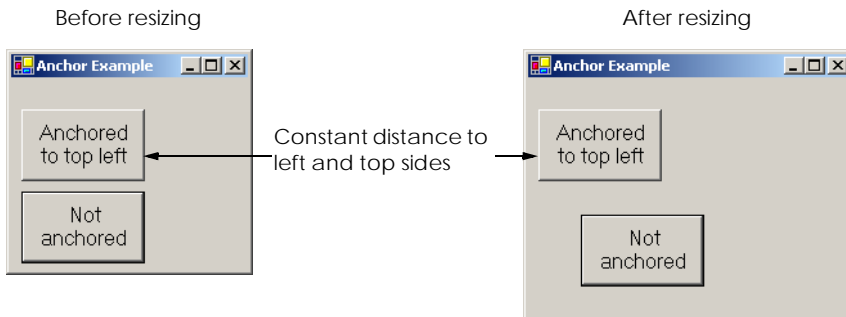 Before resizing
After resizing
Anchor Example
Anchor Example
Anchored
to top left
Constant distance to
left and top sides
Anchored
to top left
Not
anchored
Not
anchored